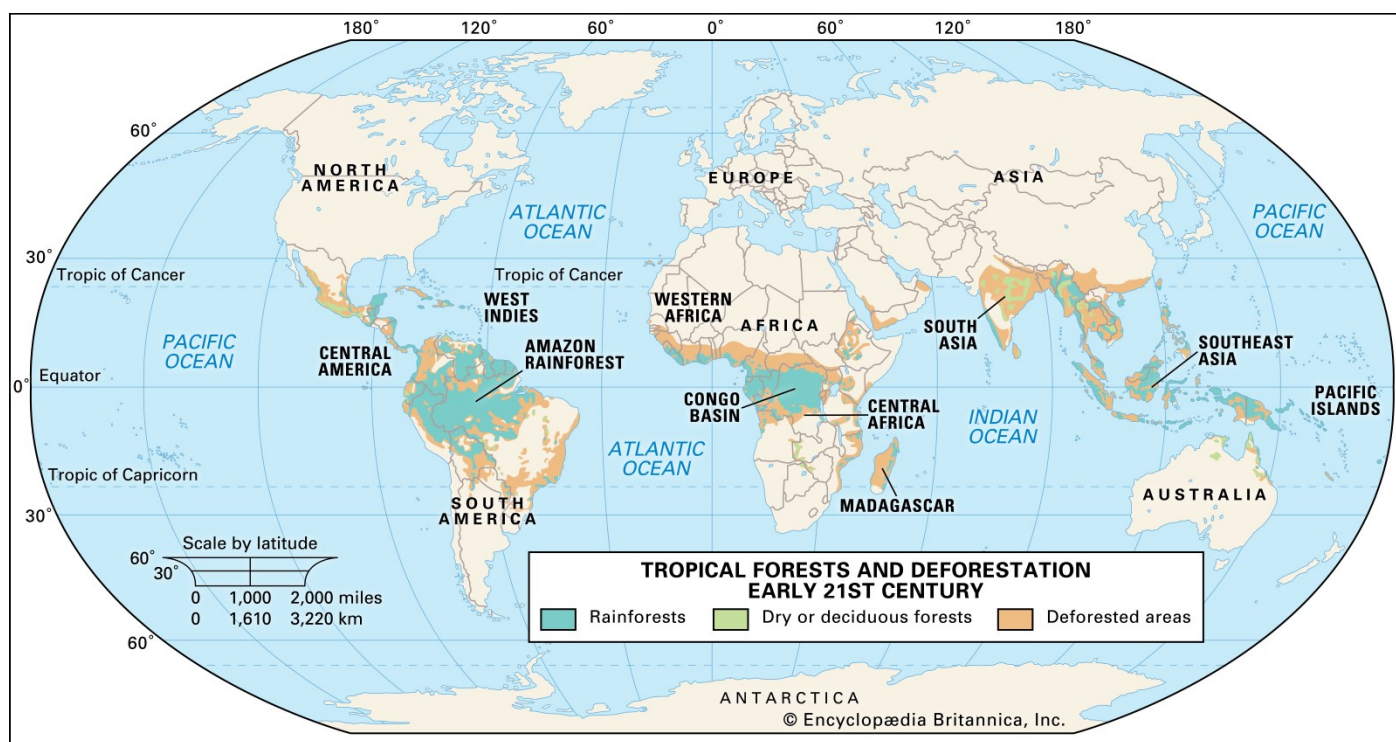 180° 120° 60° 0 60° 120° 180°
60°
NORTH
AMERICA
EUROPE
ASIA
ATLANTIC
OCEAN
PACIFIC
OCEAN
30°
Tropic of Cancer
Tropic of Cancer
WEST
INDIES
WESTERN
AFRICA
AFRICA
SOUTH
ASIA
SOUTHEAST
ASIA
PACIFIC
OCEAN
CENTRAL
AMERICA
AMAZON
RAINFOREST
0°
Equator
CONGO
BASIN
CENTRAL
AFRICA
INDIAN
OCEAN
PACIFIC
ISLANDS
ATLANTIC
OCEAN
Tropic of Capricorn
SOUTH
AMERICA
MADAGASCAR
AUSTRALIA
30°
Scale by latitude
60°
30°
0 1,000 2,000 miles
0 1,610 3,220 km
TROPICAL FORESTS AND DEFORESTATION
EARLY 21ST CENTURY
Rainforests Dry or deciduous forests Deforested areas
60°
ANTARCTICA
© Encyclopædia Britannica, Inc.